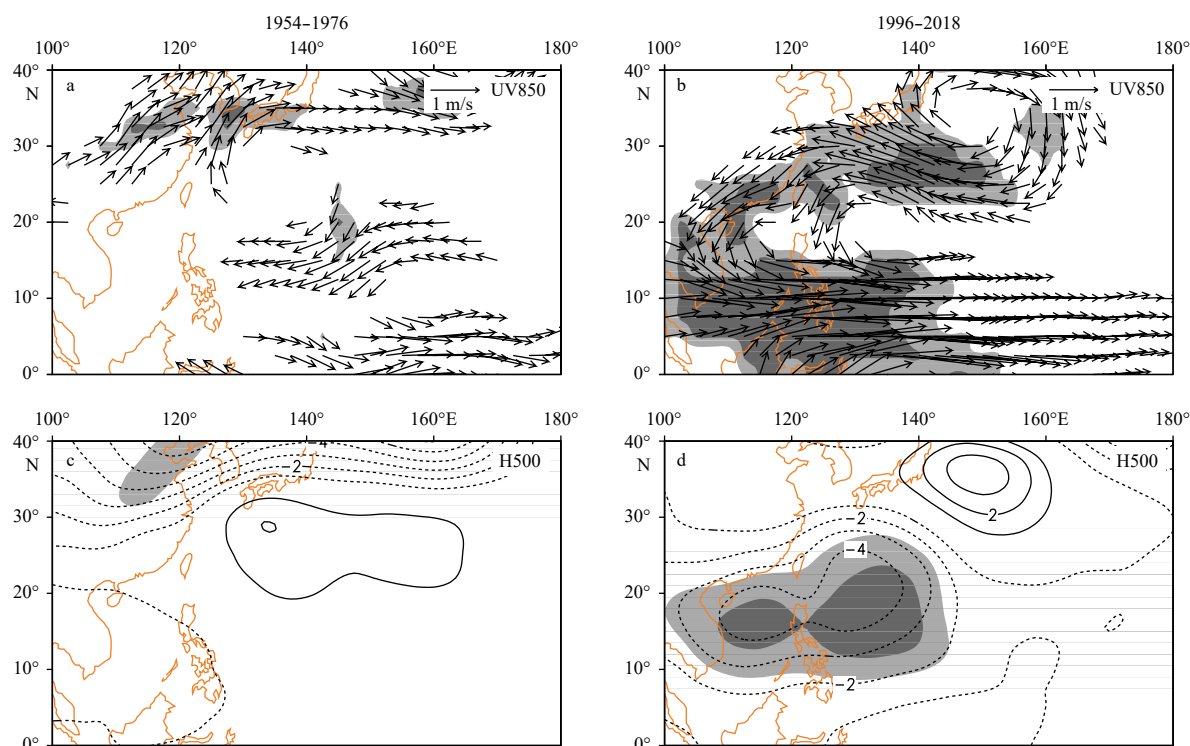 1954−1976 1996−2018
100° 120° 140° 160°E 180° 100° 120° 140° 160°E 180°
40° a UV850 40° b UV850
N 1 m/s N 1 m/s
30° 30°
20° 20°
10° 10°
0° 0°
100° 120° 140° 160°E 180° 100° 120° 140° 160°E 180°
40° c −4 H500 40° d H500
N −2 N
30° 30° −2 2
−4
20° 20°
10° 10° −2
0° 0°